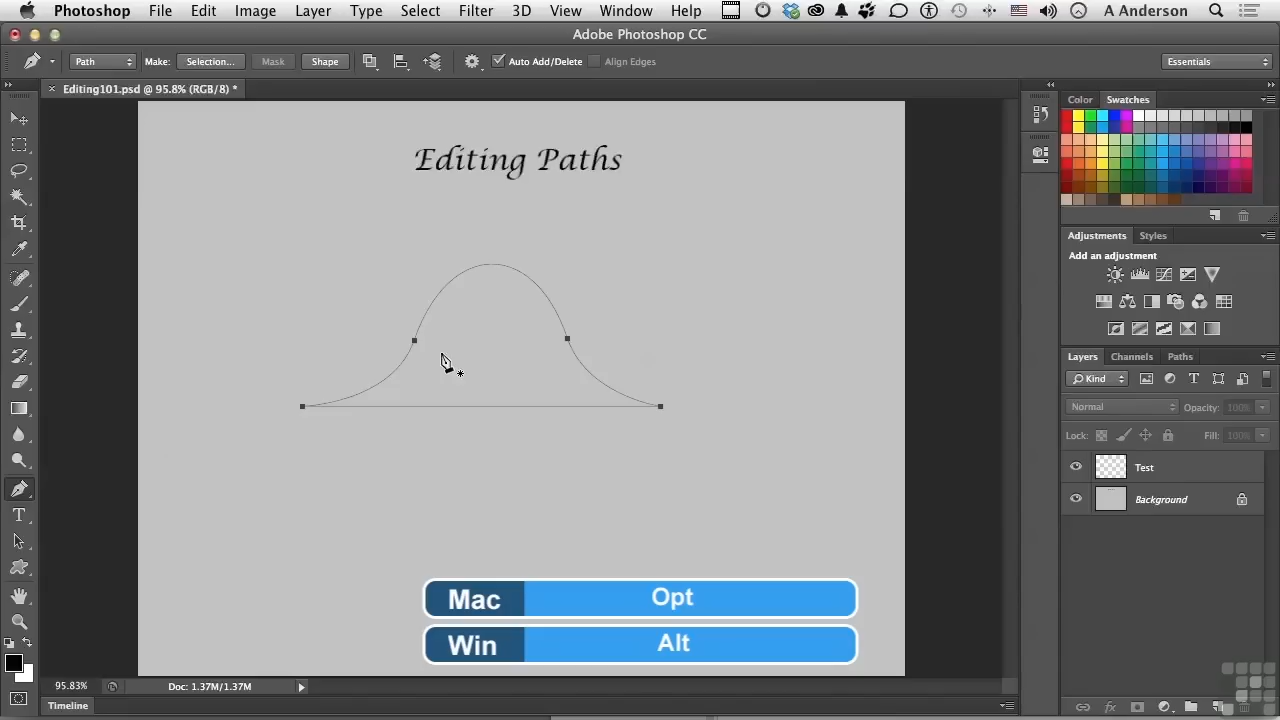 Photoshop File Edit Image Layer Type Select Filter 3D View Window Help A Anderson
Adobe Photoshop CC
Path Make: Selection... Mask Shape Auto Add/Delete Align Edges Essentials
× Editing101.psd @ 95.8% (RGB/8) *
Color Swatches
Editing Paths
Adjustments Styles
Add an adjustment
Layers Channels Paths
Kind
Normal Opacity: 100%
Lock: Fill: 100%
Test
Background
Mac Opt
Win Alt
95.83% Doc: 1.37M/1.37M
Timeline